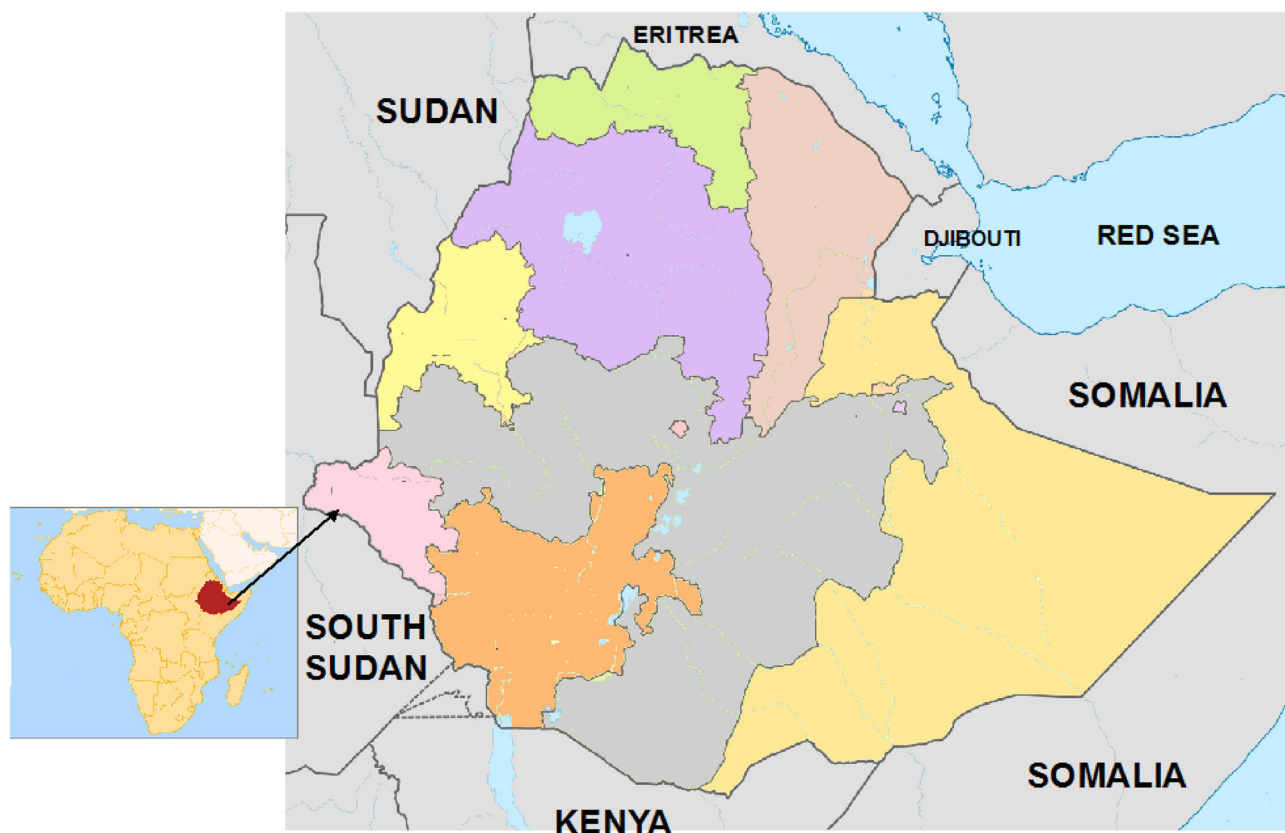 ERITREA
SUDAN
DJIBOUTI
RED SEA
SOMALIA
SOUTH
SUDAN
SOMALIA
KENYA